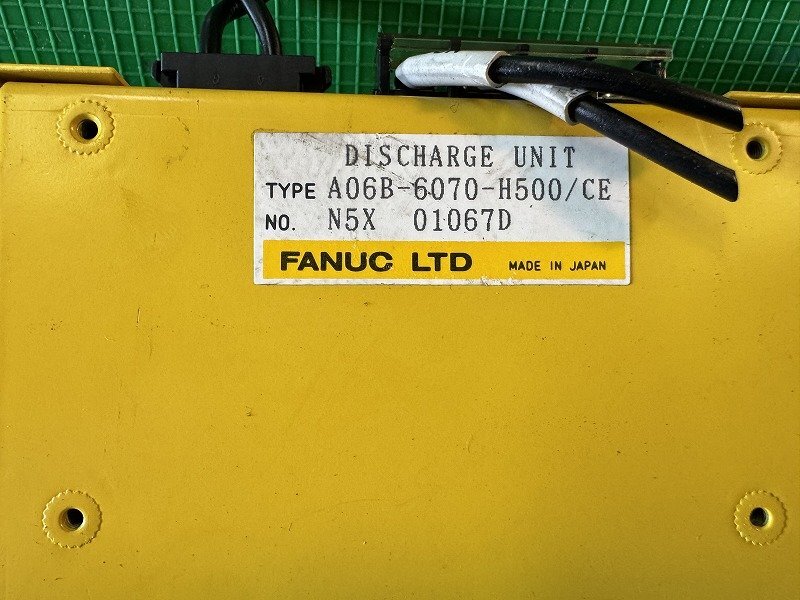 DISCHARGE UNIT
TYPE A06B-6070-H500/CE
NO. N5X 01067D
FANUC LTD MADE IN JAPAN